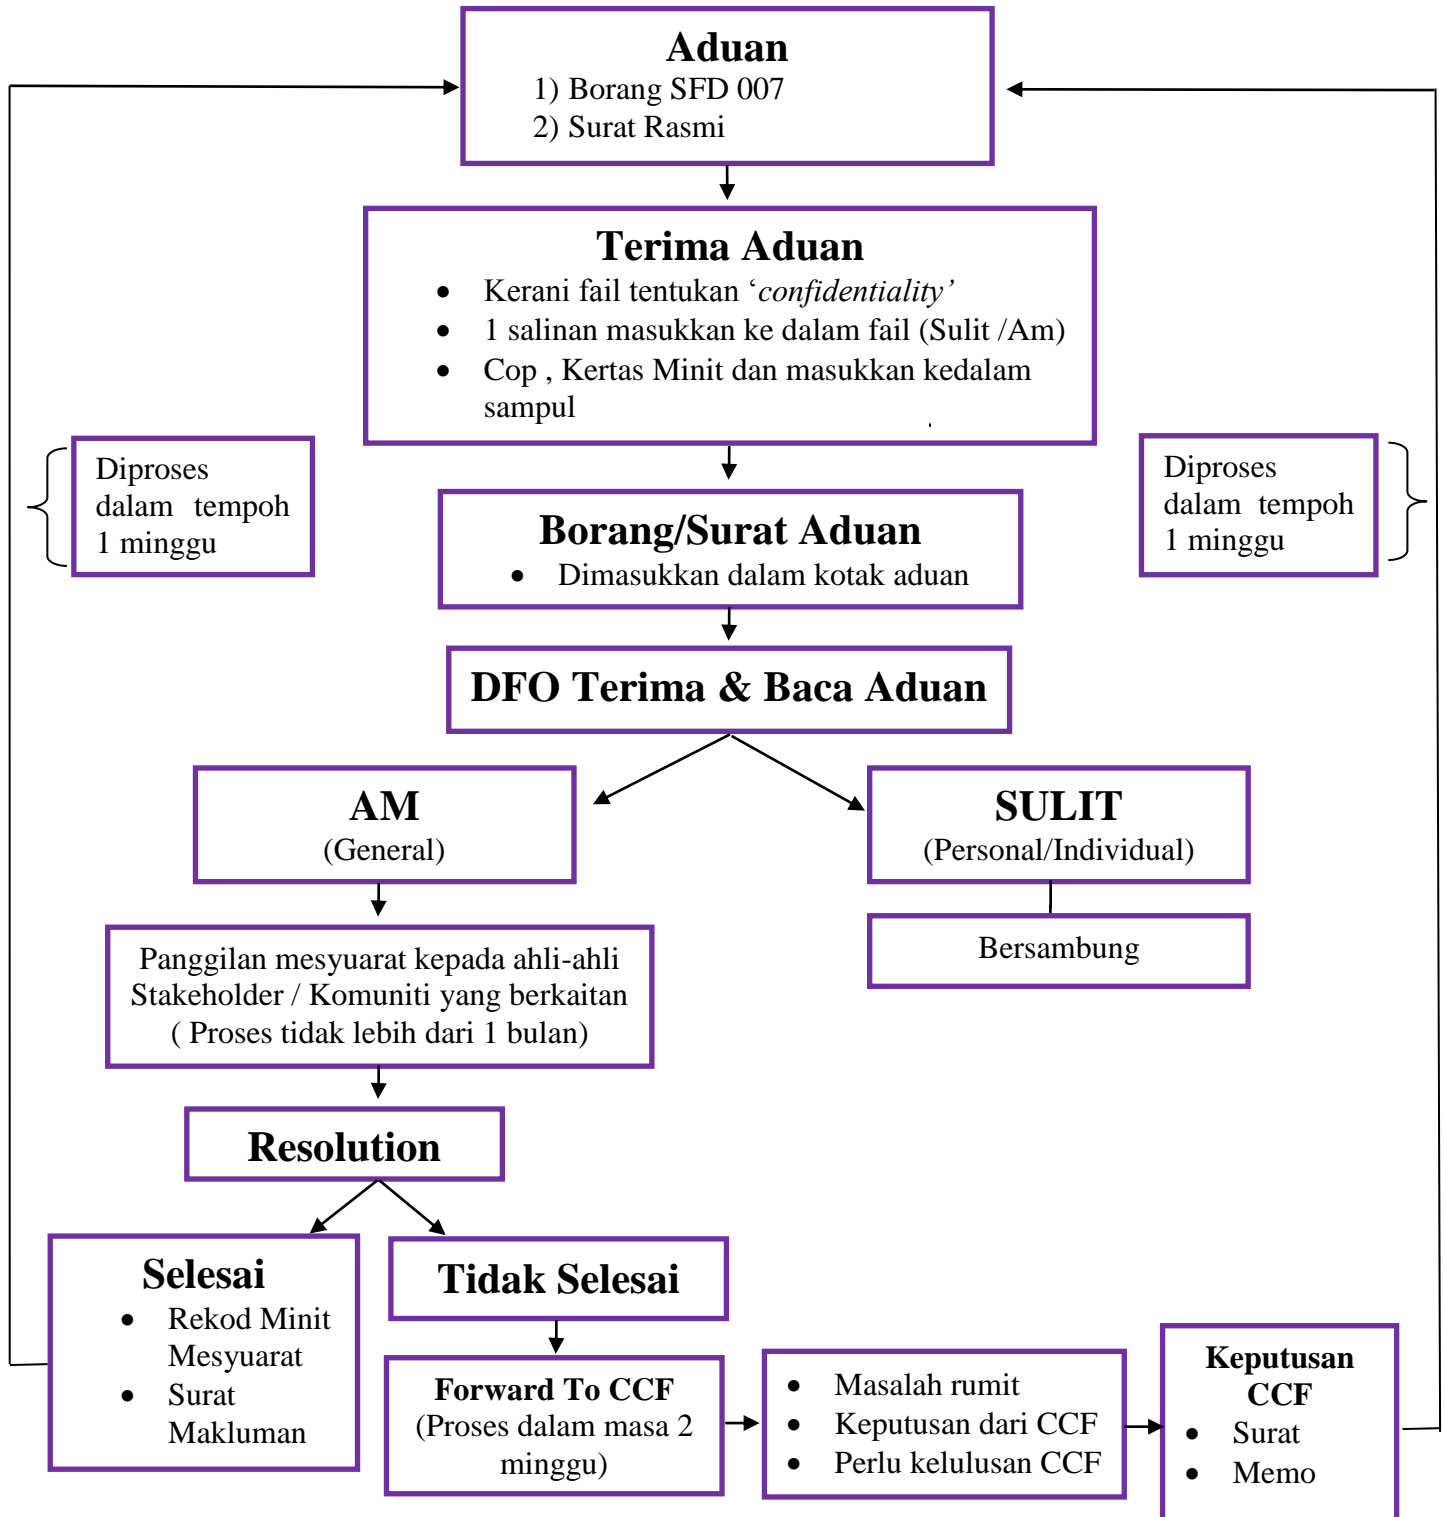 Aduan
1) Borang SFD 007
2) Surat Rasmi
Terima Aduan
• Kerani fail tentukan ‘confidentiality’
• 1 salinan masukkan ke dalam fail (Sulit /Am)
• Cop , Kertas Minit dan masukkan kedalam
sampul
Diproses
dalam tempoh
1 minggu
Diproses
dalam tempoh
1 minggu
Borang/Surat Aduan
• Dimasukkan dalam kotak aduan
DFO Terima & Baca Aduan
AM
(General)
SULIT
(Personal/Individual)
Panggilan mesyuarat kepada ahli-ahli
Stakeholder / Komuniti yang berkaitan
( Proses tidak lebih dari 1 bulan)
Bersambung
Resolution
Selesai
• Rekod Minit
Mesyuarat
• Surat
Makluman
Tidak Selesai
Forward To CCF
(Proses dalam masa 2
minggu)
• Masalah rumit
• Keputusan dari CCF
• Perlu kelulusan CCF
Keputusan
CCF
• Surat
• Memo